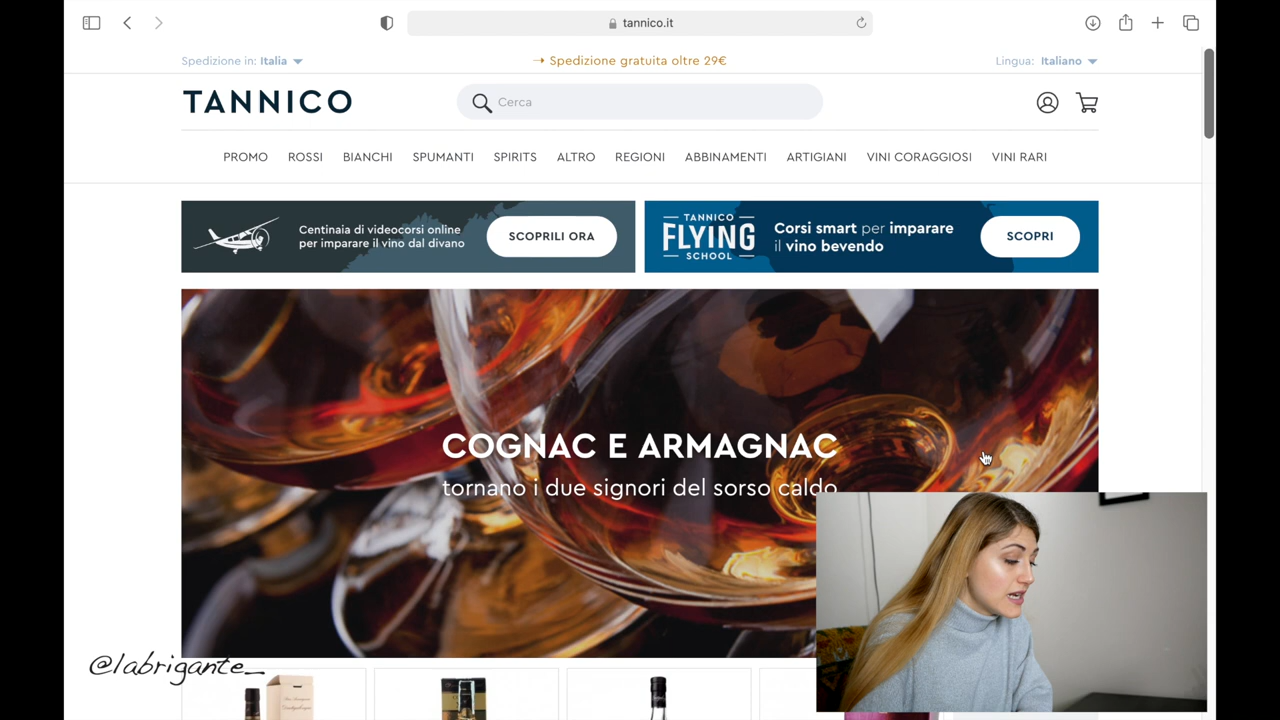 tannico.it
Spedizione in: Italia
→ Spedizione gratuita oltre 29€
Lingua: Italiano
TANNICO
Cerca
PROMO ROSSI BIANCHI SPUMANTI SPIRITS ALTRO REGIONI ABBINAMENTI ARTIGIANI VINI CORAGGIOSI VINI RARI
Centinaia di videocorsi online
per imparare il vino dal divano
SCOPRILI ORA
TANNICO
FLYING
SCHOOL
Corsi smart per imparare
il vino bevendo
SCOPRI
COGNAC E ARMAGNAC
tornano i due signori del sorso caldo
@labrigante_